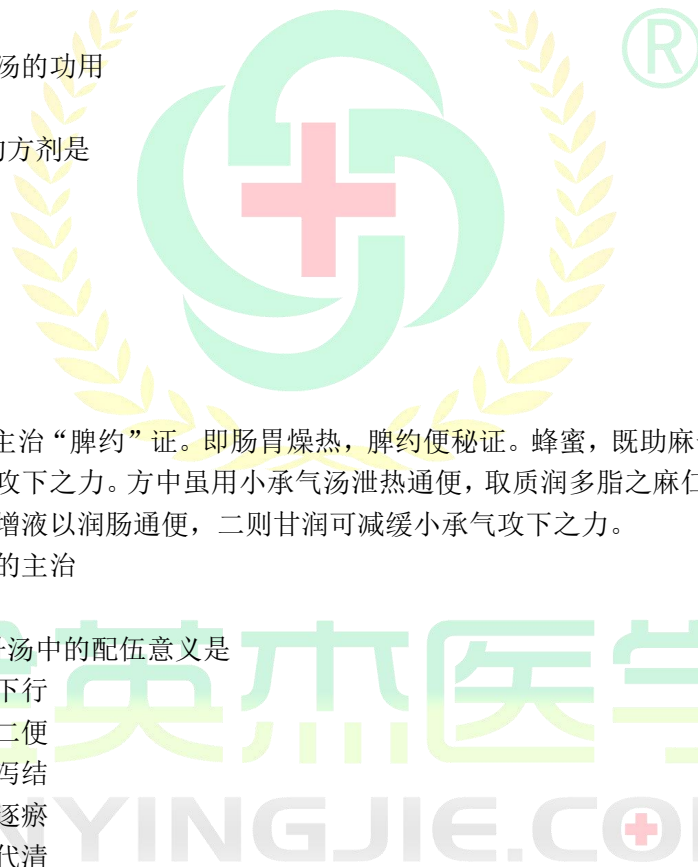 ®
汤的功用
的方剂是
主治“脾约”证。即肠胃燥热，脾约便秘证。蜂蜜，既助麻
攻下之力。方中虽用小承气汤泄热通便，取质润多脂之麻仁
增液以润肠通便，二则甘润可减缓小承气攻下之力。
的主治
汤中的配伍意义是
下行
二便
泻结
逐瘀
代清
英杰医学
YINGJIE.CO